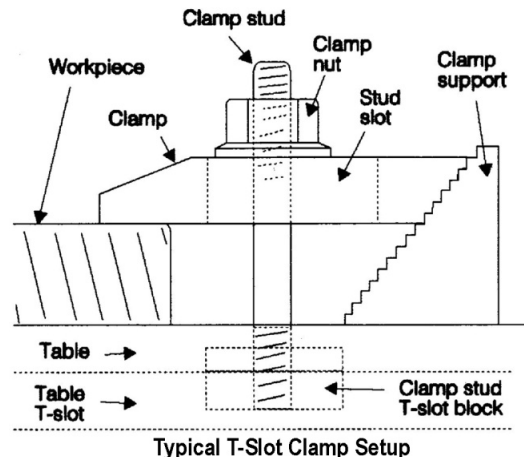 Clamp stud
Clamp
nut
Clamp
support
Workpiece
Stud
slot
Clamp
Table
Table
T-slot
Clamp stud
T-slot block
Typical T-Slot Clamp Setup